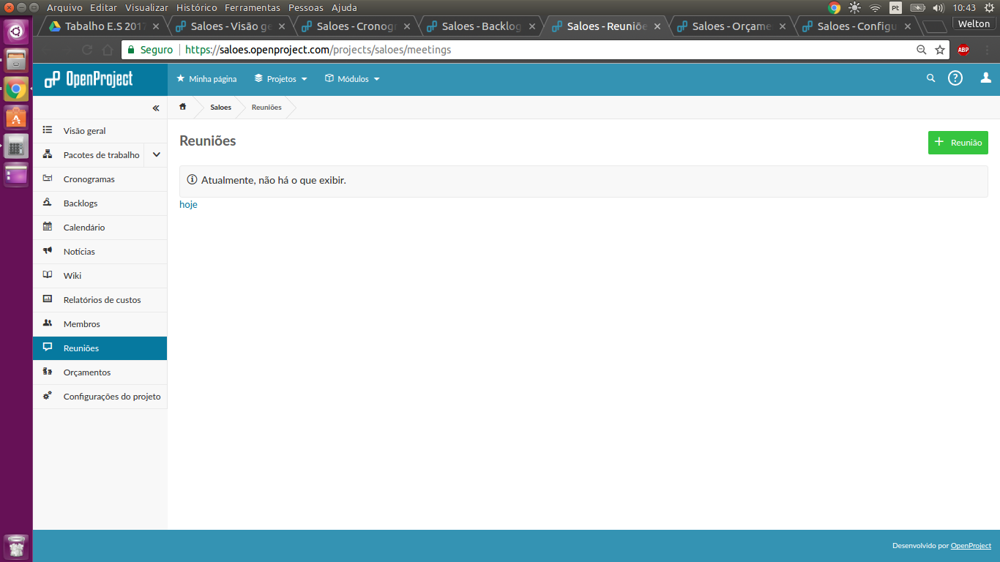 Arquivo Editar Visualizar Histórico Ferramentas Pessoas Ajuda Pt 10:43
Tabalho E.S 2017 Saloes - Visão ge Saloes - Cronogr Saloes - Backlog Saloes - Reuniõe Saloes - Orçame Saloes - Configu Welton
Seguro https://saloes.openproject.com/projects/saloes/meetings ABP
OpenProject Minha página Projetos Módulos ?
« Saloes Reuniões
Visão geral
Pacotes de trabalho
Cronogramas
Backlogs
Calendário
Notícias
Wiki
Relatórios de custos
Membros
Reuniões
Orçamentos
Configurações do projeto
Reuniões
+ Reunião
Atualmente, não há o que exibir.
hoje
Desenvolvido por OpenProject